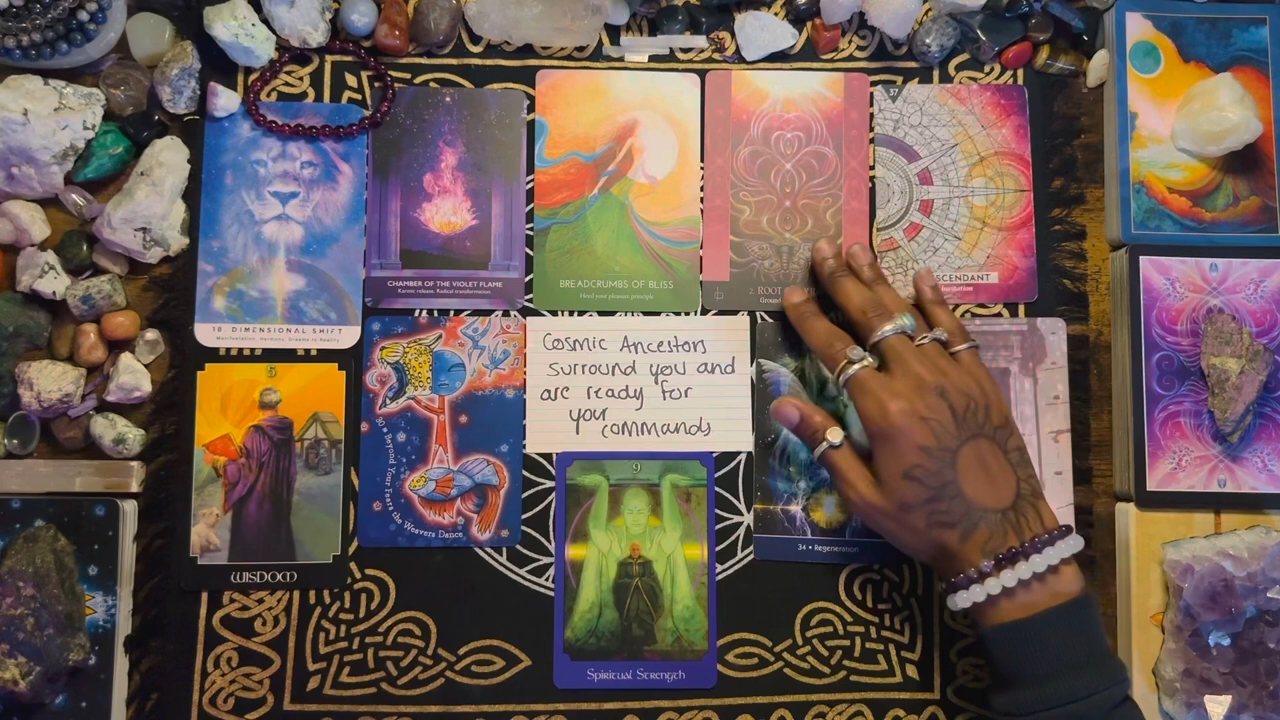 18. DIMENSIONAL SHIFT
Manifestation. Harmony. Dreams to Reality
CHAMBER OF THE VIOLET FLAME
Karmic release. Radical transformation.
BREADCRUMBS OF BLISS
Heed your pleasure principle
2. ROOT
37
SCENDANT
5
WISDOM
30 Beyond Your Fears the Weavers Dance
Cosmic Ancestors
surround you and
are ready for
your commands
9
Spiritual Strength
34 • Regeneration